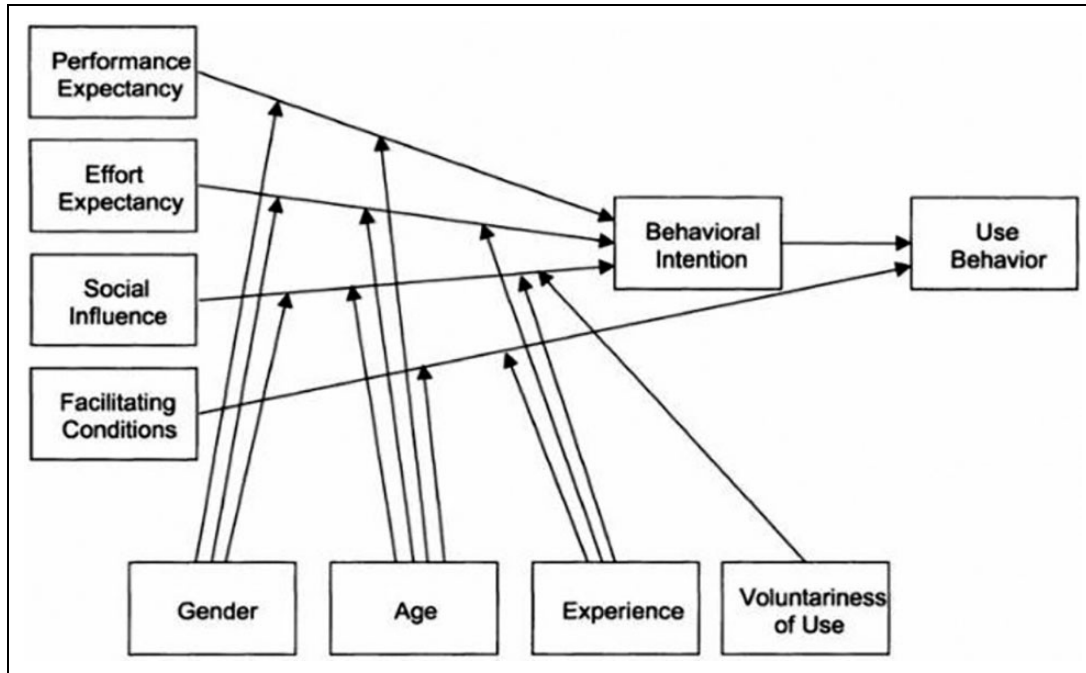 Performance
Expectancy
Effort
Expectancy
Social
Influence
Facilitating
Conditions
Behavioral
Intention
Use
Behavior
Gender
Age
Experience
Voluntariness
of Use